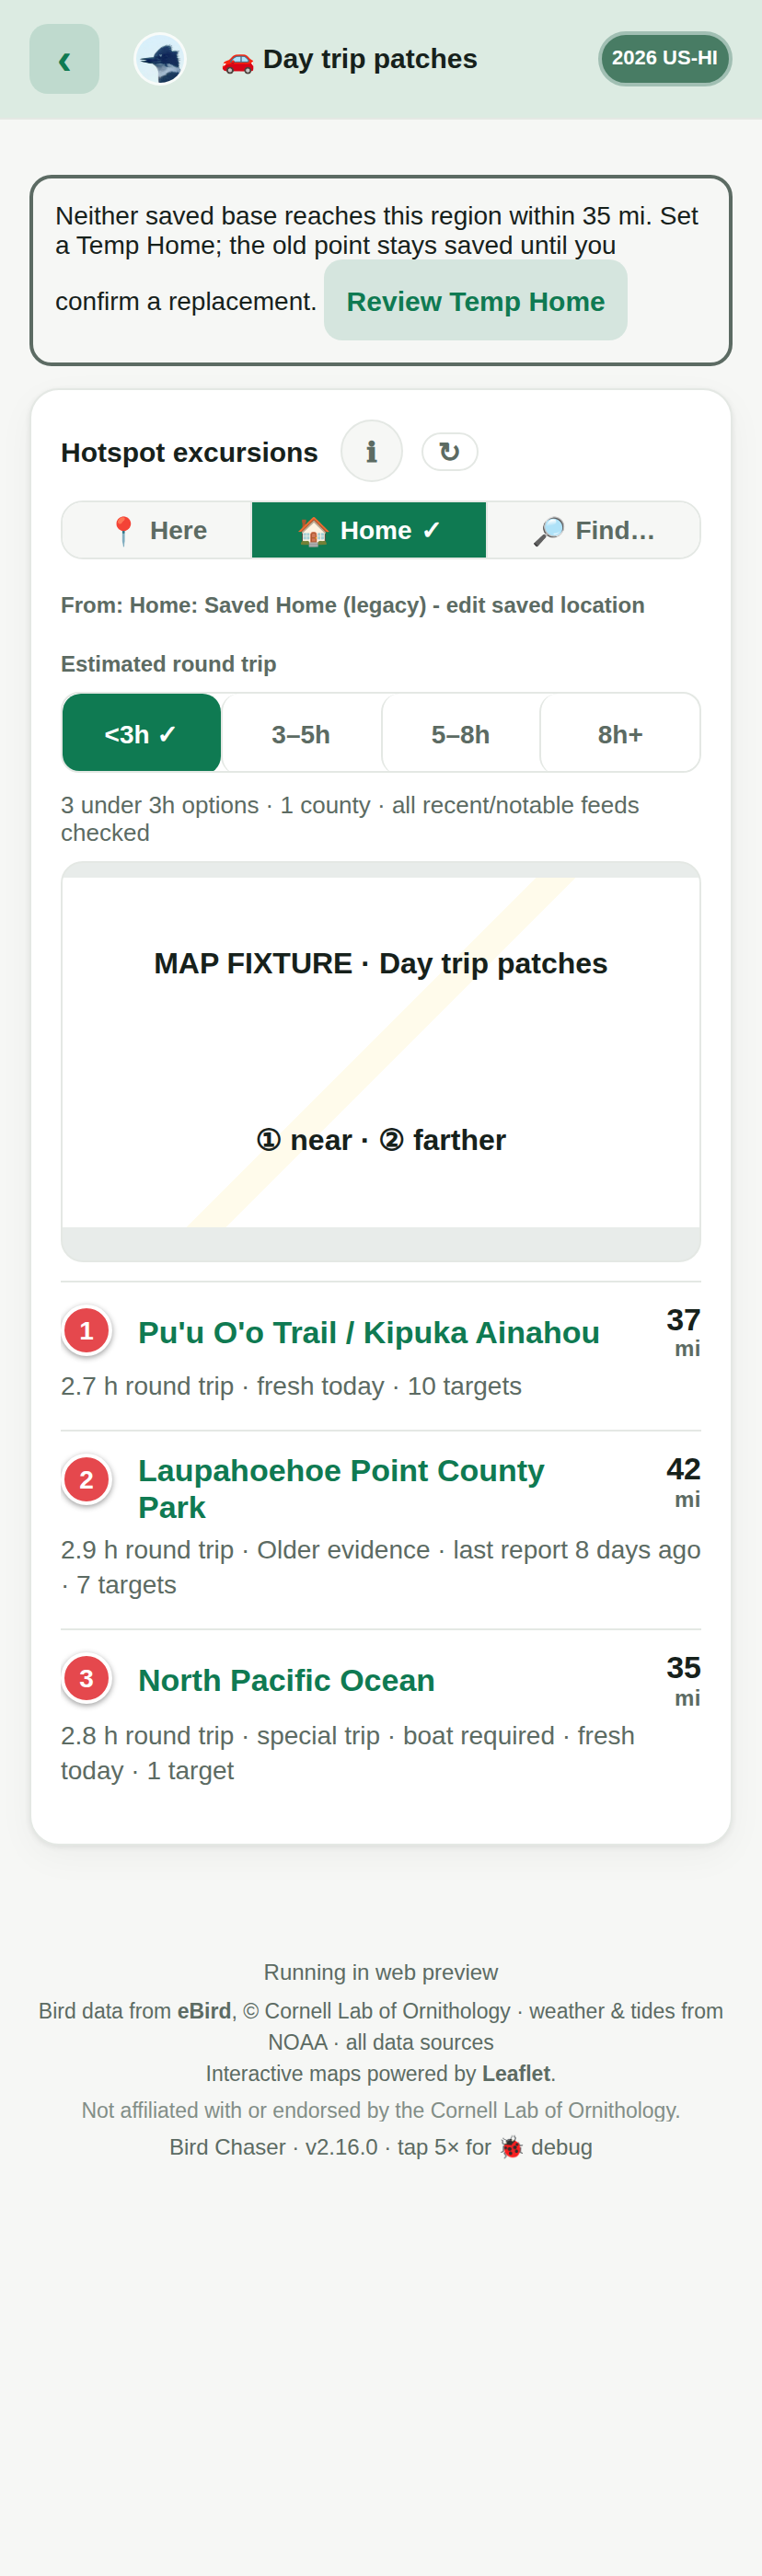 ‹ 🚗 Day trip patches 2026 US-HI
Neither saved base reaches this region within 35 mi. Set
a Temp Home; the old point stays saved until you
confirm a replacement. Review Temp Home
Hotspot excursions ℹ ↻
📍 Here 🏠 Home ✓ 🔎 Find…
From: Home: Saved Home (legacy) - edit saved location
Estimated round trip
<3h ✓ 3–5h 5–8h 8h+
3 under 3h options · 1 county · all recent/notable feeds
checked
MAP FIXTURE · Day trip patches
① near · ② farther
1 Pu'u O'o Trail / Kipuka Ainahou 37
mi
2.7 h round trip · fresh today · 10 targets
2 Laupahoehoe Point County 42
Park mi
2.9 h round trip · Older evidence · last report 8 days ago
· 7 targets
3 North Pacific Ocean 35
mi
2.8 h round trip · special trip · boat required · fresh
today · 1 target
Running in web preview
Bird data from eBird, © Cornell Lab of Ornithology · weather & tides from
NOAA · all data sources
Interactive maps powered by Leaflet.
Not affiliated with or endorsed by the Cornell Lab of Ornithology.
Bird Chaser · v2.16.0 · tap 5× for 🐞 debug